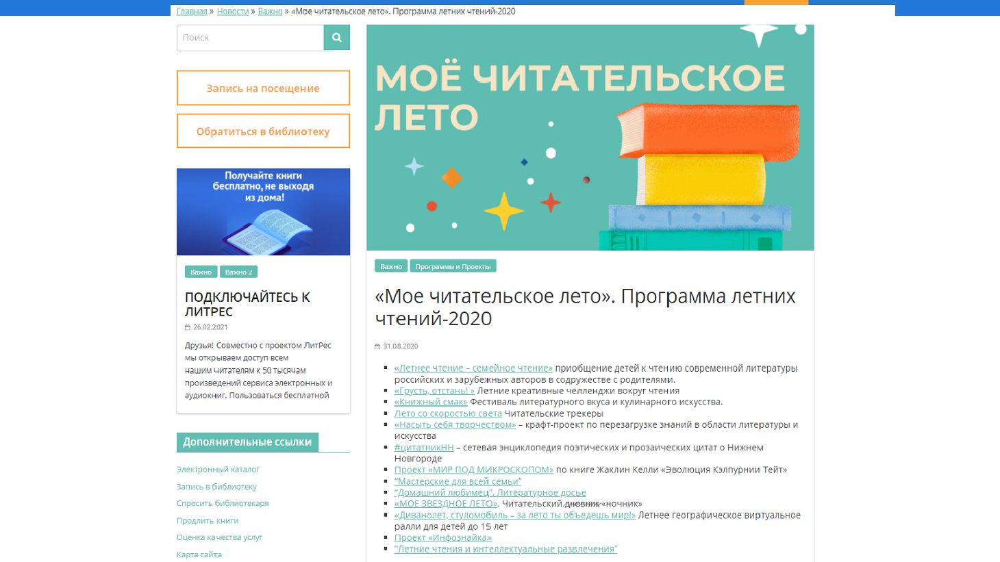 Главная » Новости » Важно » «Мое читательское лето». Программа летних чтений-2020
Поиск
Запись на посещение
Обратиться в библиотеку
Получайте книги
бесплатно, не выходя
из дома!
Важно Важно 2
ПОДКЛЮЧАЙТЕСЬ К
ЛИТРЕС
26.02.2021
Друзья! Совместно с проектом ЛитРес
мы открываем доступ всем
нашим читателям к 50 тысячам
произведений сервиса электронных и
аудиокниг. Пользоваться бесплатной
Дополнительные ссылки
Электронный каталог
Запись в библиотеку
Спросить библиотекаря
Продлить книги
Оценка качества услуг
Карта сайта
МОЁ ЧИТАТЕЛЬСКОЕ
ЛЕТО
Важно Программы и Проекты
«Мое читательское лето». Программа летних
чтений-2020
31.08.2020
«Летнее чтение – семейное чтение» приобщение детей к чтению современной литературы
российских и зарубежных авторов в содружестве с родителями.
«Грусть, отстань! » Летние креативные челленджи вокруг чтения
«Книжный смак» Фестиваль литературного вкуса и кулинарного искусства.
Лето со скоростью света Читательские трекеры
«Насыть себя творчеством» – крафт-проект по перезагрузке знаний в области литературы и
искусства
#цитатникНН – сетевая энциклопедия поэтических и прозаических цитат о Нижнем
Новгороде
Проект «МИР ПОД МИКРОСКОПОМ» по книге Жаклин Келли «Эволюция Кэлпурнии Тейт»
“Мастерские для всей семьи”
“Домашний любимец”. Литературное досье
«МОЕ ЗВЕЗДНОЕ ЛЕТО». Читательский дневник «ночник»
«Диванолет, стуломобиль – за лето ты объедешь мир!» Летнее географическое виртуальное
ралли для детей до 15 лет
Проект «Инфознайка»
“Летние чтения и интеллектуальные развлечения”